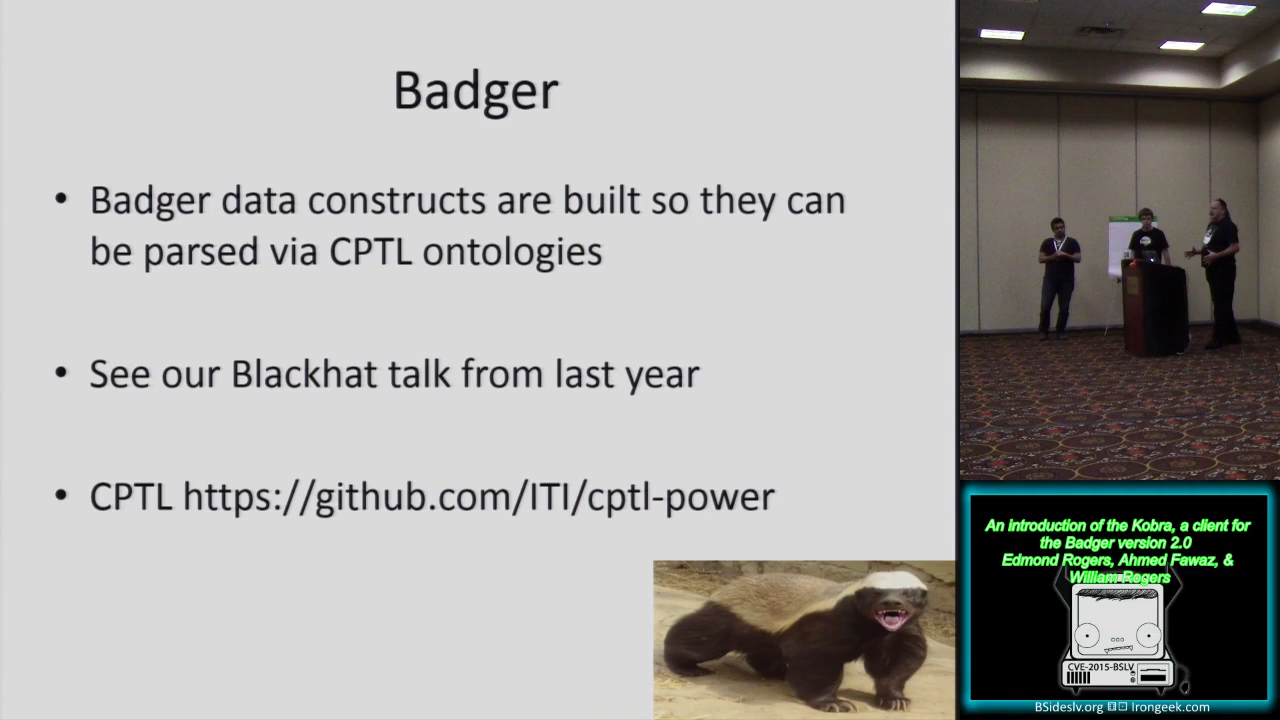 Badger
• Badger data constructs are built so they can
be parsed via CPTL ontologies
• See our Blackhat talk from last year
• CPTL https://github.com/ITI/cptl-power
An introduction of the Kobra, a client for
the Badger version 2.0
Edmond Rogers, Ahmed Fawaz, &
William Rogers
CVE-2015-BSLV
BSideslv.org Irongeek.com